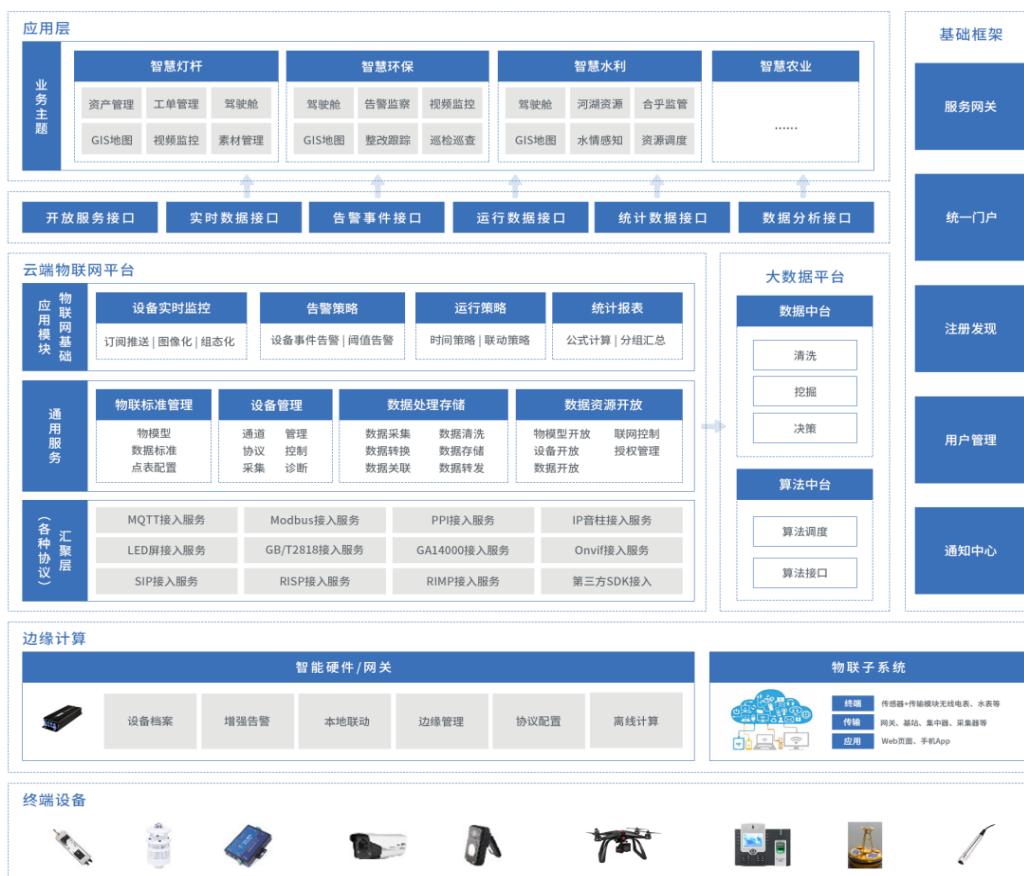 应用层
业务主题
智慧灯杆
资产管理 工单管理 驾驶舱
GIS地图 视频监控 素材管理
智慧环保
驾驶舱 告警监察 视频监控
GIS地图 整改跟踪 巡检巡查
智慧水利
驾驶舱 河湖资源 合乎监管
GIS地图 水情感知 资源调度
智慧农业
......
开放服务接口 实时数据接口 告警事件接口 运行数据接口 统计数据接口 数据分析接口
云端物联网平台
物联网基础
应用模块
设备实时监控
订阅推送 | 图像化 | 组态化
告警策略
设备事件告警 | 阈值告警
运行策略
时间策略 | 联动策略
统计报表
公式计算 | 分组汇总
通用服务
物联标准管理
物模型
数据标准
点表配置
设备管理
通道 管理
协议 控制
采集 诊断
数据处理存储
数据采集 数据清洗
数据转换 数据存储
数据关联 数据转发
数据资源开放
物模型开放 联网控制
设备开放 授权管理
数据开放
汇聚层
(各种协议)
MQTT接入服务 Modbus接入服务 PPI接入服务 IP音柱接入服务
LED屏接入服务 GB/T2818接入服务 GA14000接入服务 Onvif接入服务
SIP接入服务 RISP接入服务 RIMP接入服务 第三方SDK接入
大数据平台
数据中台
清洗
挖掘
决策
算法中台
算法调度
算法接口
基础框架
服务网关
统一门户
注册发现
用户管理
通知中心
边缘计算
智能硬件/网关
设备档案 增强告警 本地联动 边缘管理 协议配置 离线计算
物联子系统
终端 传感器+传输模块无线电表、水表等
传输 网关、基站、集中器、采集器等
应用 Web页面、手机App
终端设备